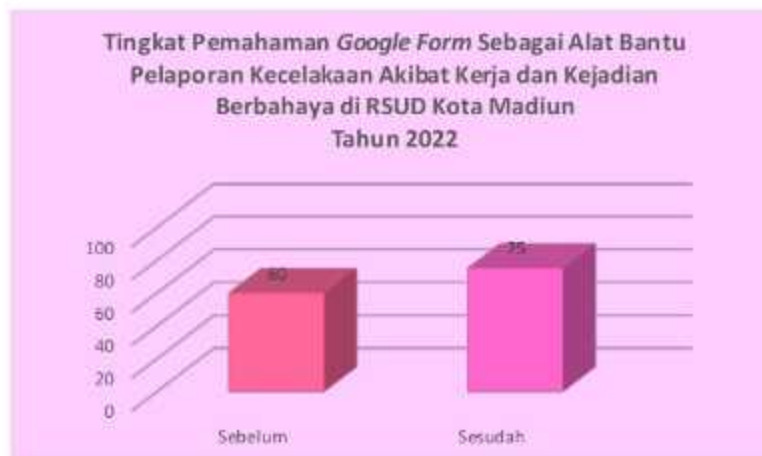 Tingkat Pemahaman Google Form Sebagai Alat Bantu
Pelaporan Kecelakaan Akibat Kerja dan Kejadian
Berbahaya di RSUD Kota Madiun
Tahun 2022
100
80
60
40
20
0
60
75
Sebelum
Sesudah